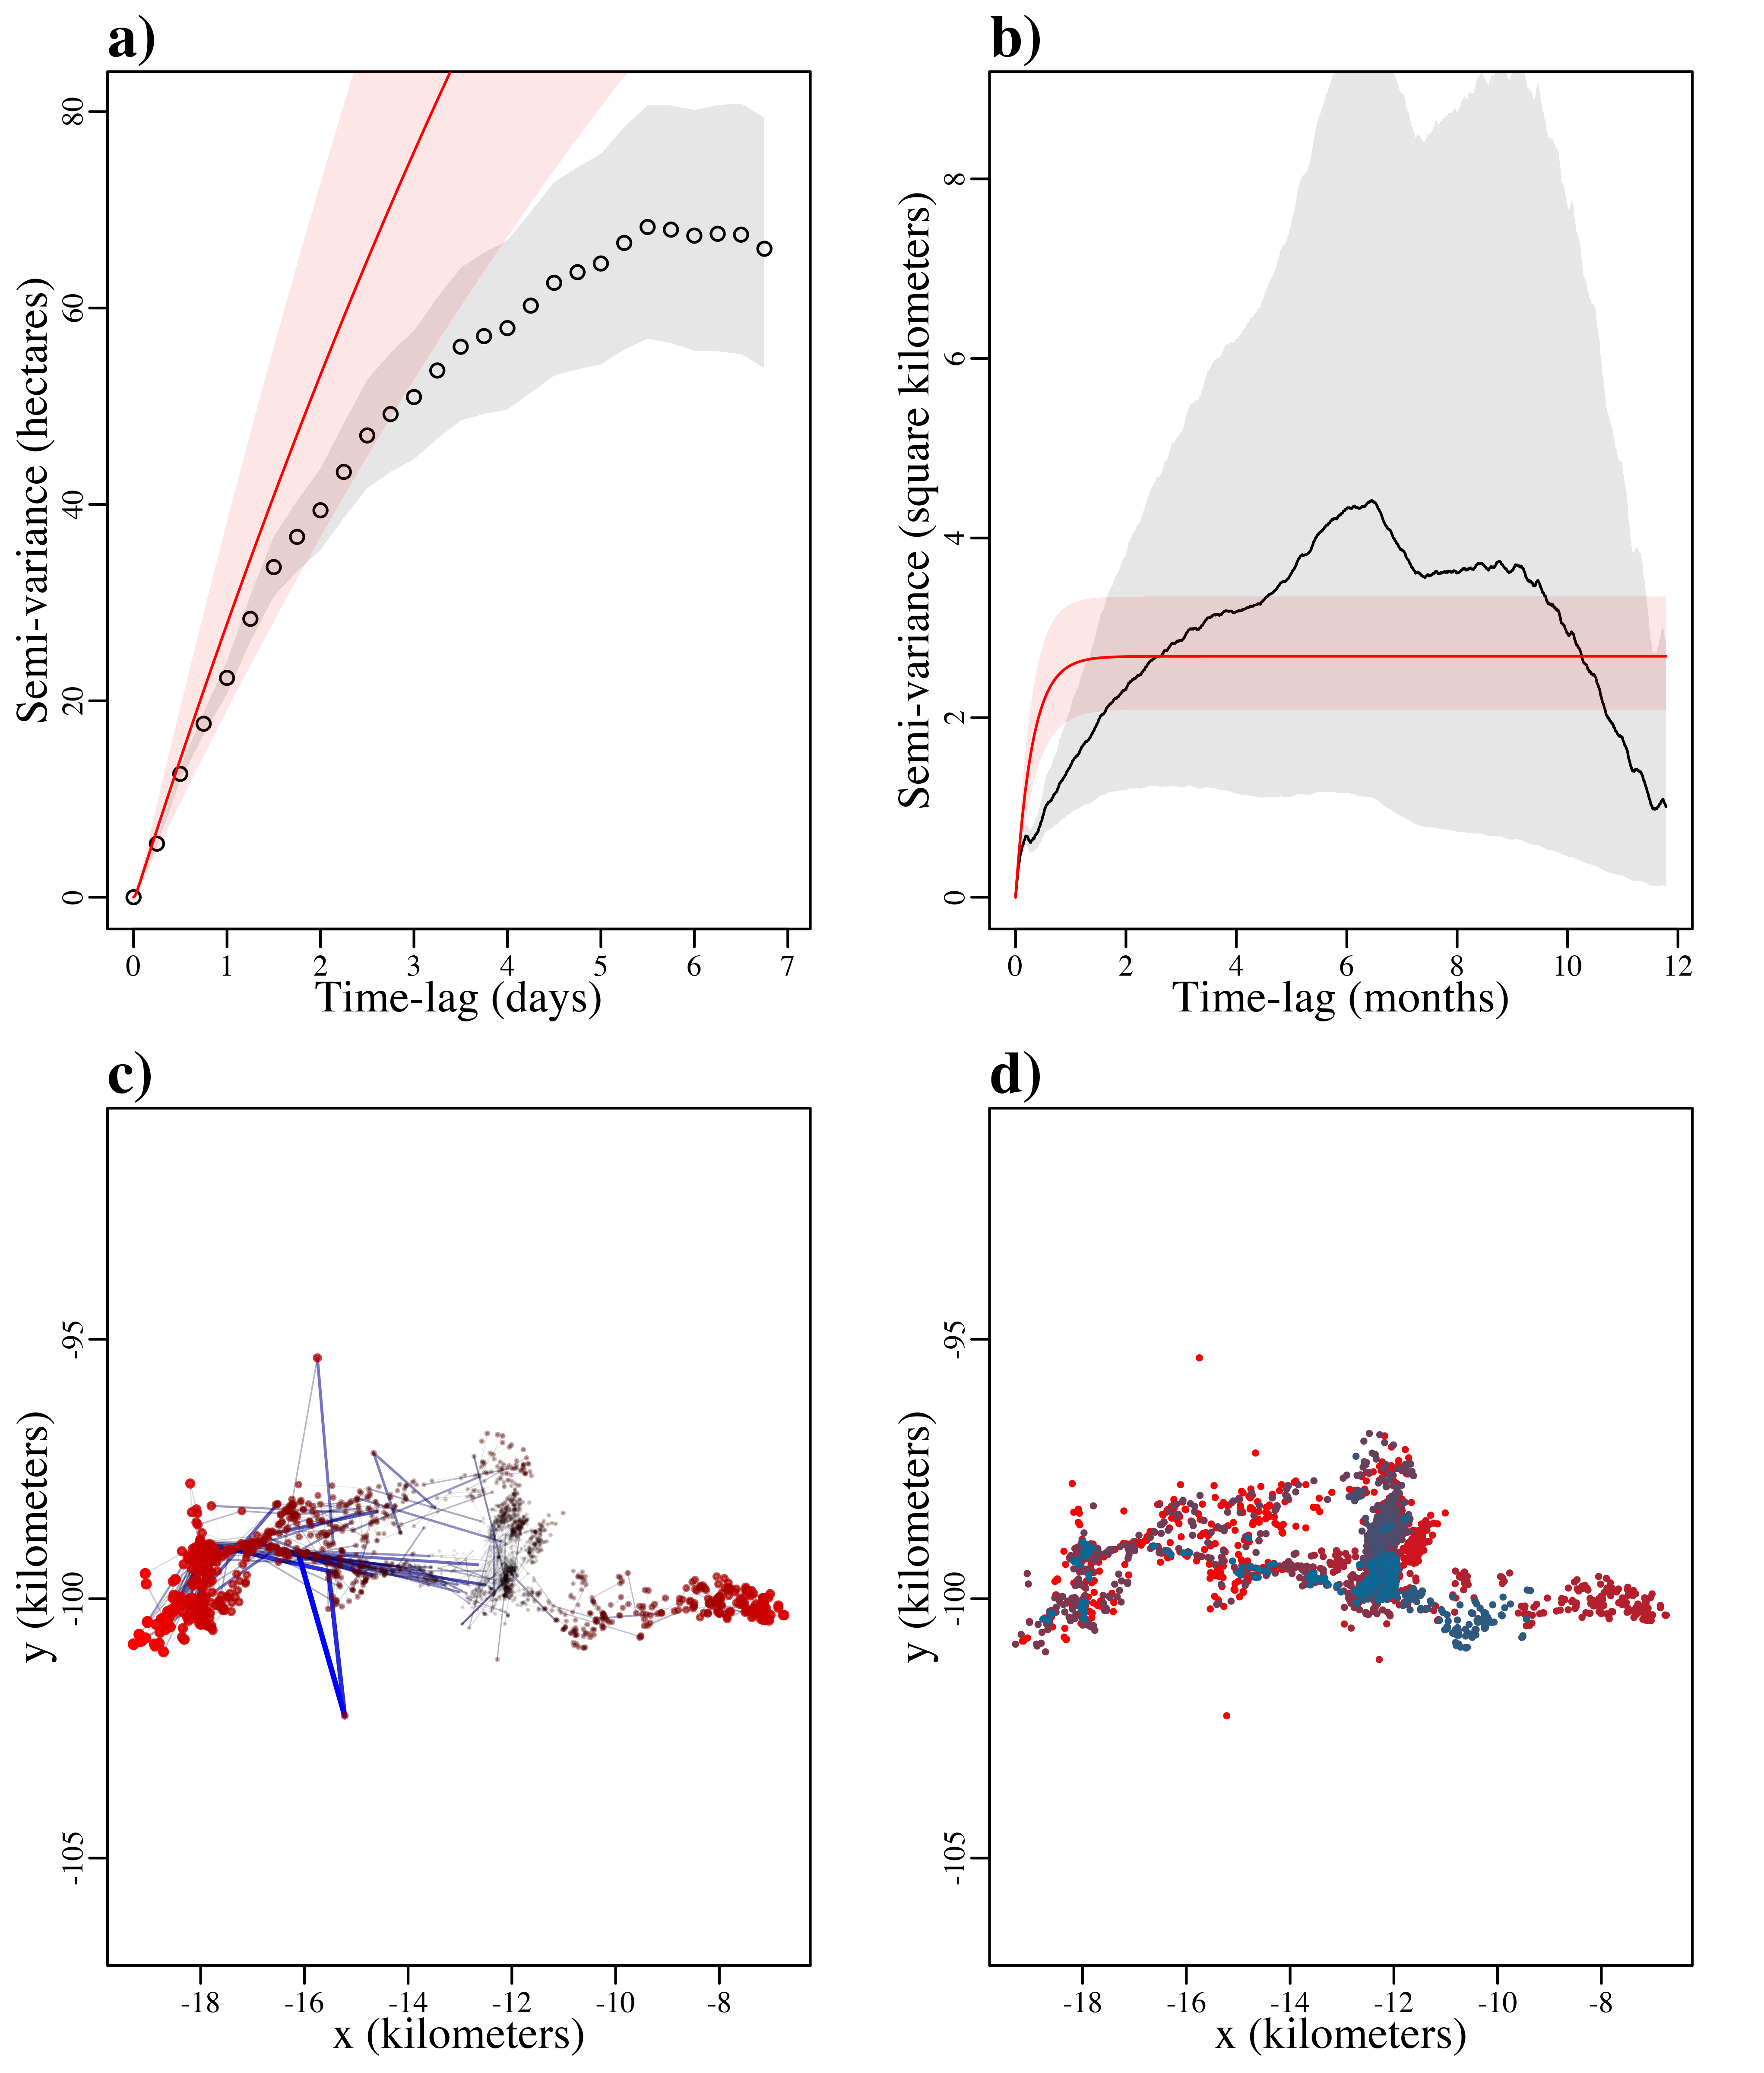 a)
Semi-variance (hectares)
0 20 40 60 80
0 1 2 3 4 5 6 7
Time-lag (days)
b)
Semi-variance (square kilometers)
0 2 4 6 8
0 2 4 6 8 10 12
Time-lag (months)
c)
y (kilometers)
-105 -100 -95
-18 -16 -14 -12 -10 -8
x (kilometers)
d)
y (kilometers)
-105 -100 -95
-18 -16 -14 -12 -10 -8
x (kilometers)